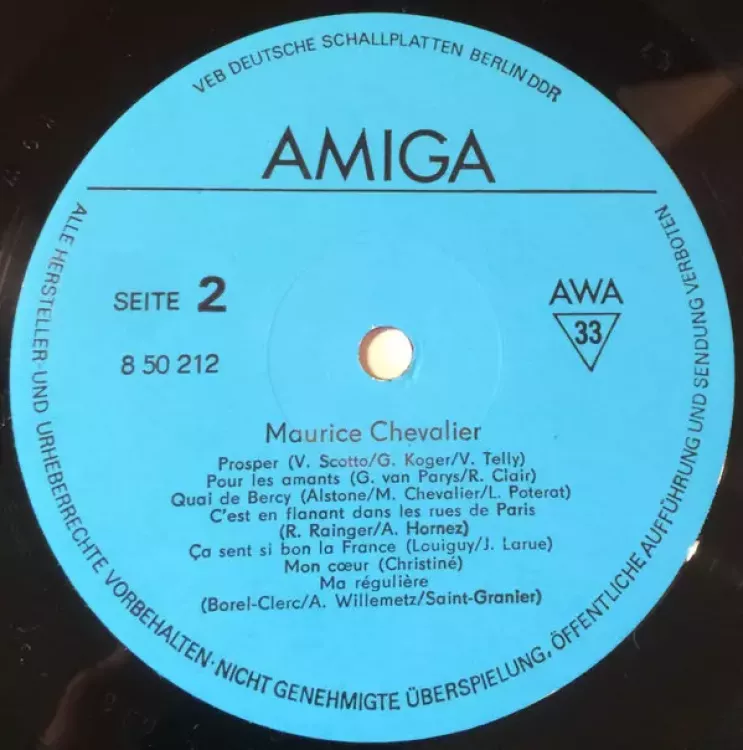 VEB DEUTSCHE SCHALLPLATTEN BERLIN DDR
AMIGA
SEITE 2
AWA
8 50 212
33
Maurice Chevalier
Prosper (V. Scotto/G. Koger/V. Telly)
Pour les amants (G. van Parys/R. Clair)
Quai de Bercy (Alstone/M. Chevalier/L. Poterat)
C'est en flanant dans les rues de Paris
(R. Rainger/A. Hornez)
Ça sent si bon la France (Louiguy/J. Larue)
Mon cœur (Christiné)
Ma régulière
(Borel-Clerc/A. Willemetz/Saint-Granier)
ALLE HERSTELLER- UND URHEBERRECHTE VORBEHALTEN · NICHT GENEHMIGTE ÜBERSPIELUNG, ÖFFENTLICHE AUFFÜHRUNG UND SENDUNG VERBOTEN